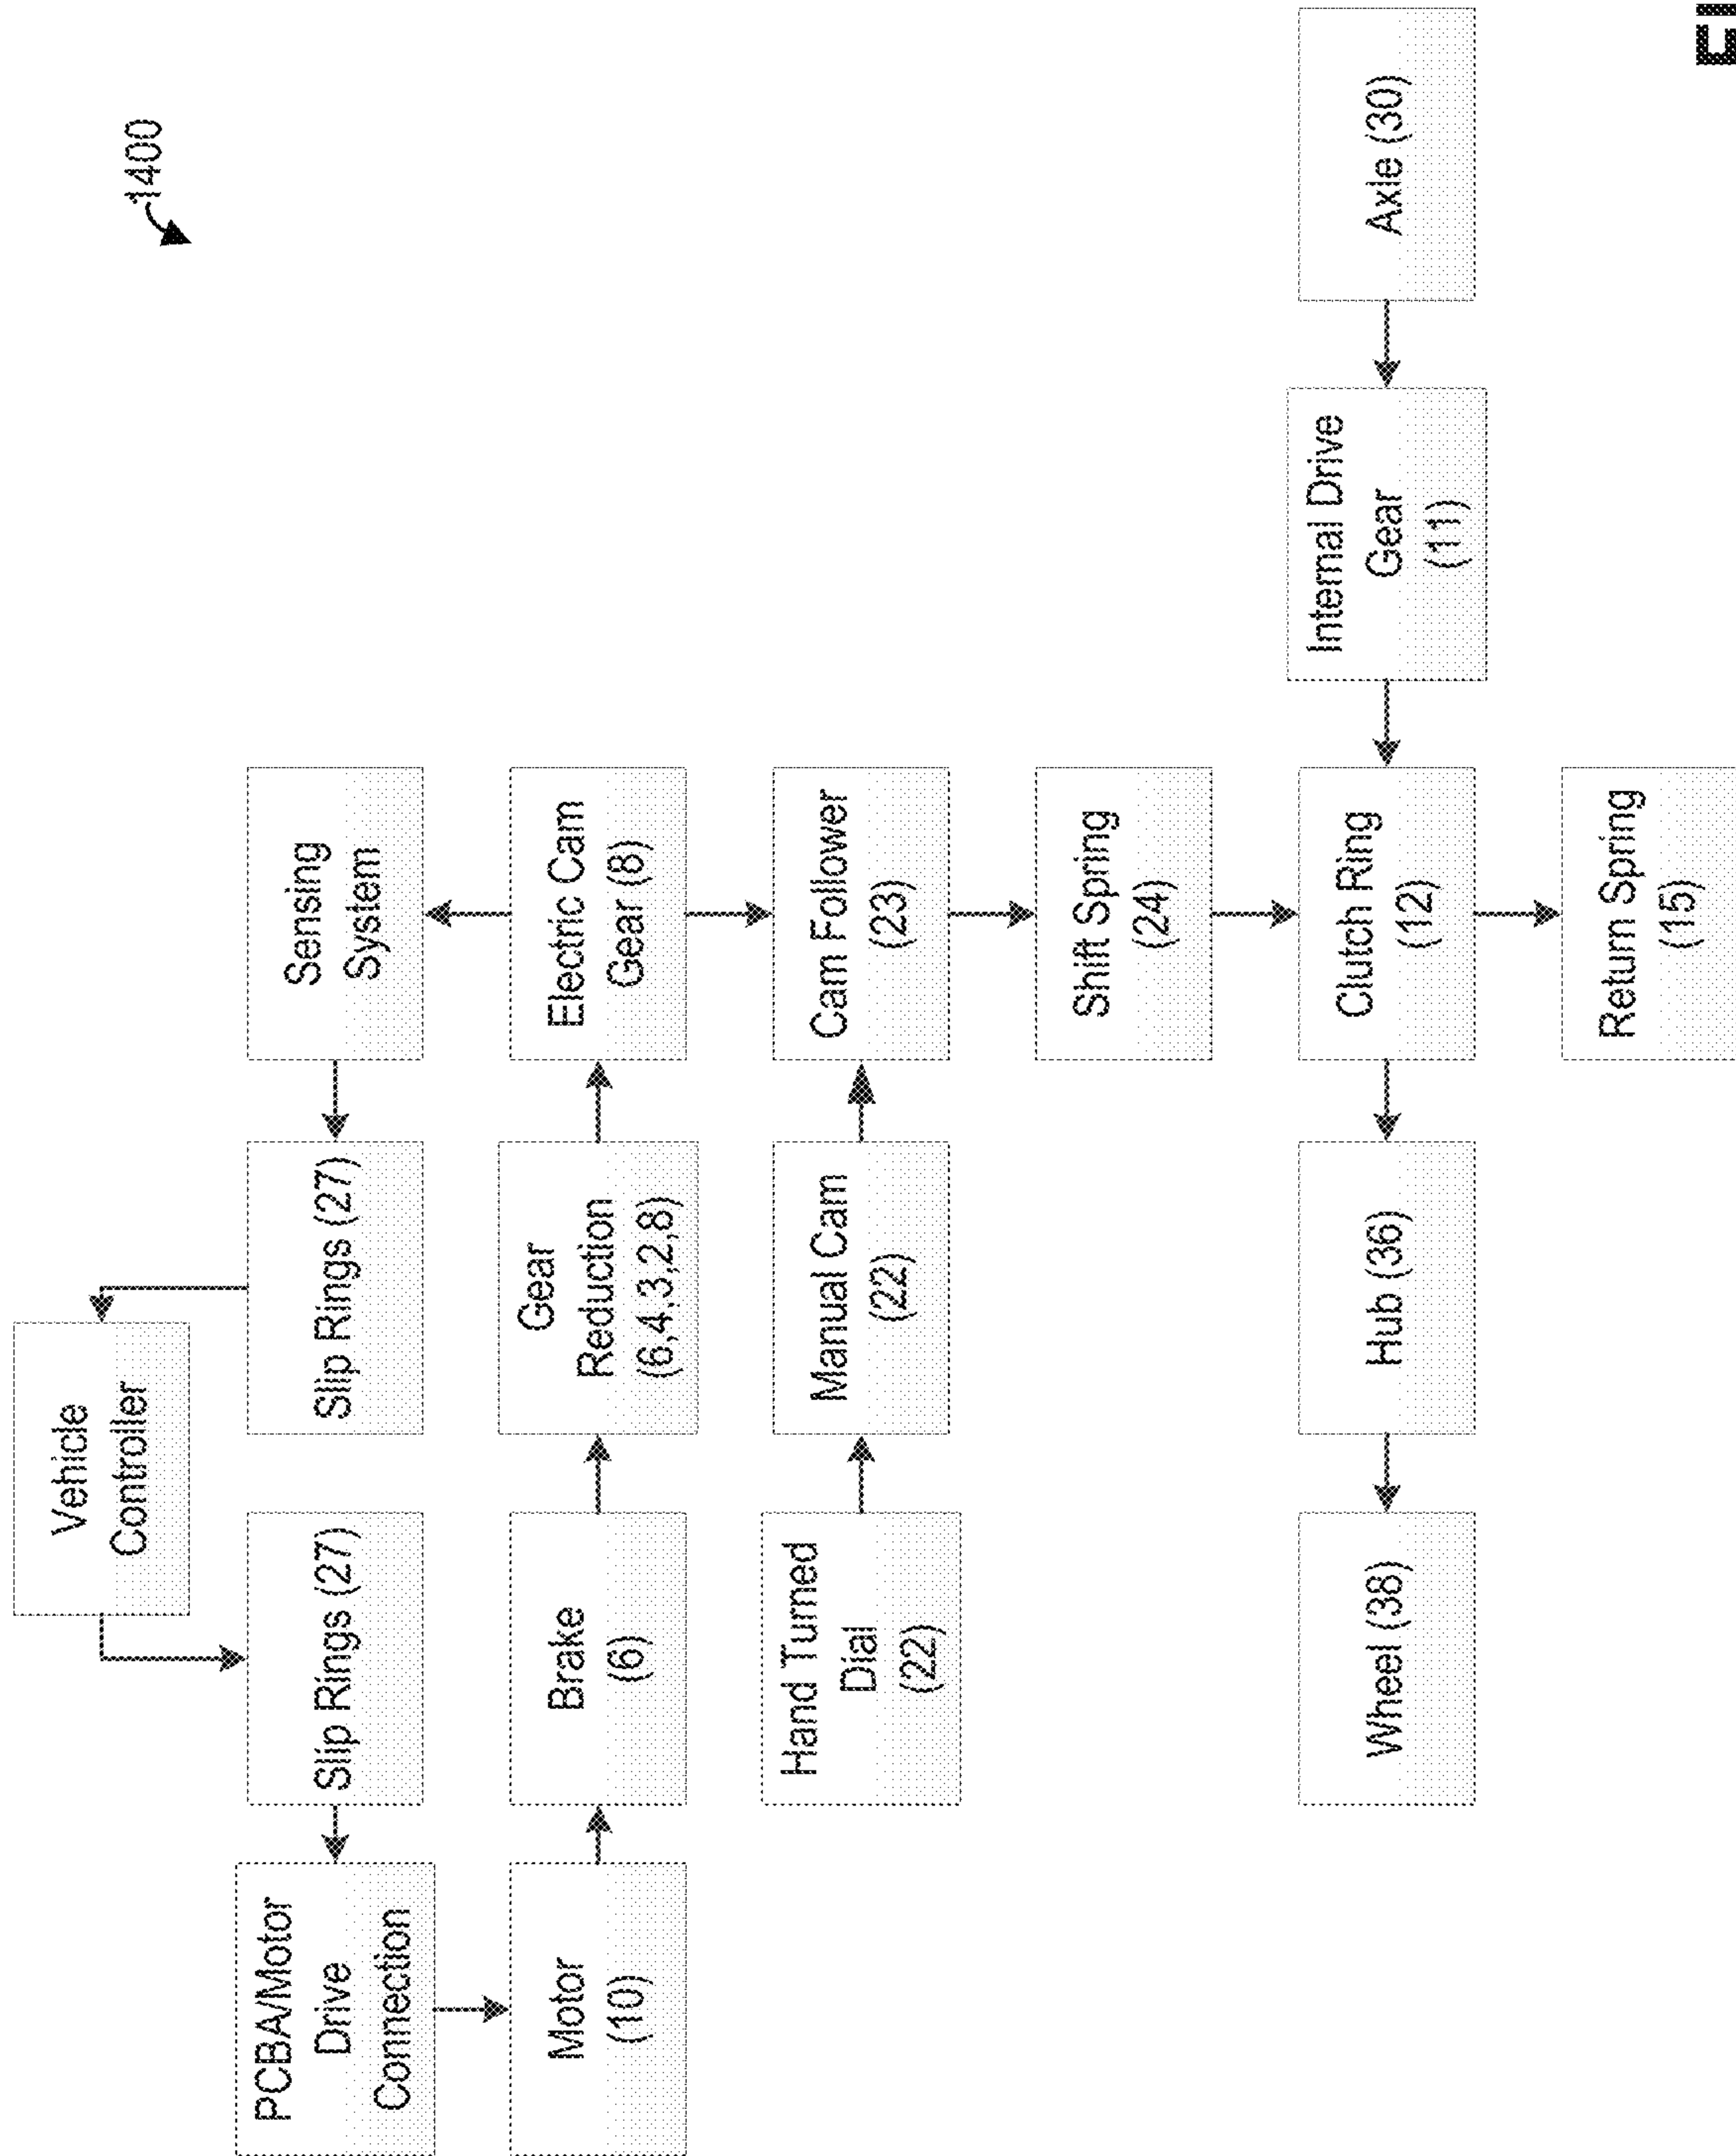 Vehicle
Controller
1400
PCBA/Motor
Drive
Connection
Slip Rings (27)
Slip Rings (27)
Sensing
System
Motor
(10)
Brake
(6)
Gear
Reduction
(6,4,3,2,8)
Electric Cam
Gear (8)
Hand Turned
Dial
(22)
Manual Cam
(22)
Cam Follower
(23)
Shift Spring
(24)
Wheel (38)
Hub (36)
Clutch Ring
(12)
Internal Drive
Gear
(11)
Axle (30)
Return Spring
(15)